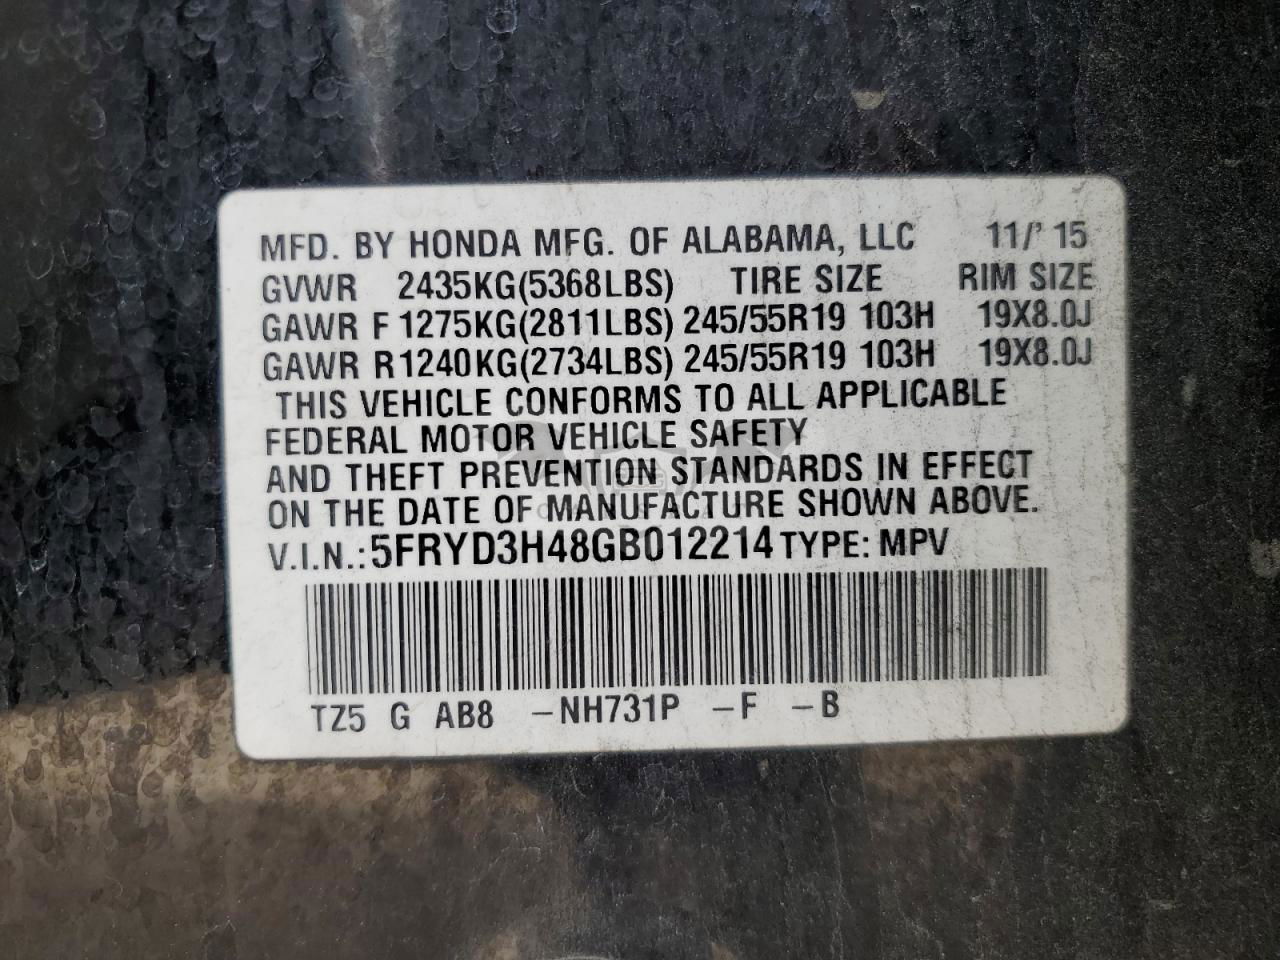 MFD. BY HONDA MFG. OF ALABAMA, LLC 11/'15
GVWR 2435KG(5368LBS) TIRE SIZE RIM SIZE
GAWR F 1275KG(2811LBS) 245/55R19 103H 19X8.0J
GAWR R 1240KG(2734LBS) 245/55R19 103H 19X8.0J
THIS VEHICLE CONFORMS TO ALL APPLICABLE
FEDERAL MOTOR VEHICLE SAFETY
AND THEFT PREVENTION STANDARDS IN EFFECT
ON THE DATE OF MANUFACTURE SHOWN ABOVE.
V.I.N.: 5FRYD3H48GB012214 TYPE: MPV
TZ5 G AB8 -NH731P -F -B